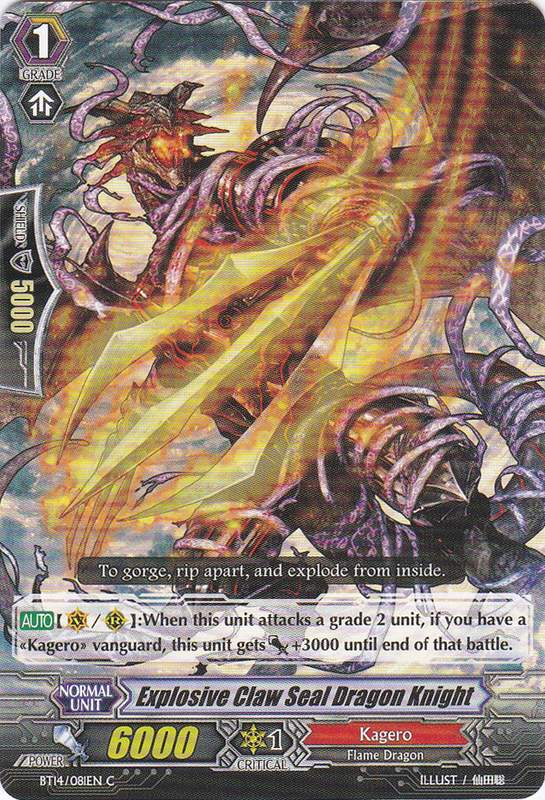 1
GRADE
SHIELD
5000
To gorge, rip apart, and explode from inside.
AUTO【 V / R 】:When this unit attacks a grade 2 unit, if you have a
«Kagero» vanguard, this unit gets +3000 until end of that battle.
NORMAL
UNIT
Explosive Claw Seal Dragon Knight
POWER
6000
1
CRITICAL
Kagero
Flame Dragon
BT14/081EN C
ILLUST / 仙田聡